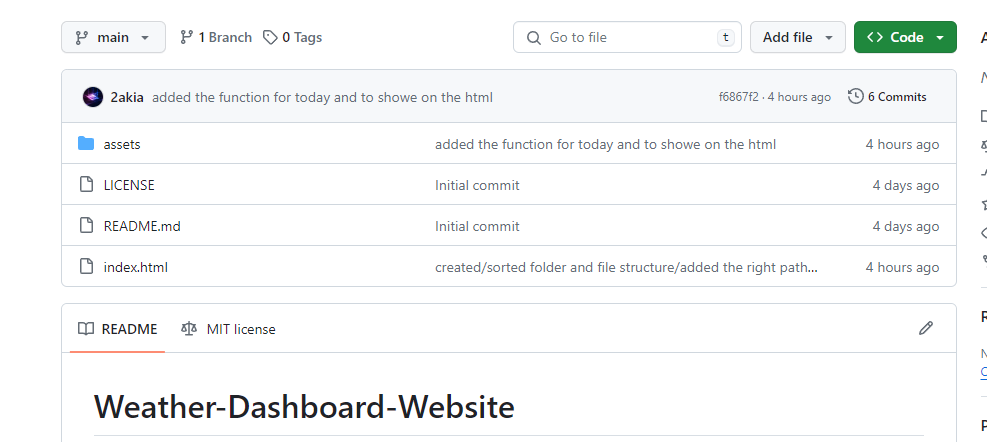 main 1 Branch 0 Tags Go to file t Add file Code
2akia added the function for today and to showe on the html f6867f2 · 4 hours ago 6 Commits
assets added the function for today and to showe on the html 4 hours ago
LICENSE Initial commit 4 days ago
README.md Initial commit 4 days ago
index.html created/sorted folder and file structure/added the right path... 4 hours ago
README MIT license
Weather-Dashboard-Website